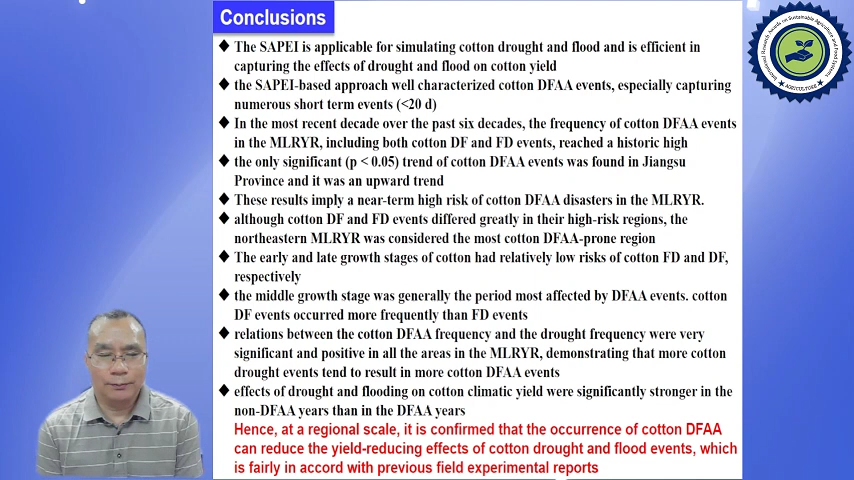 Conclusions
♦ The SAPEI is applicable for simulating cotton drought and flood and is efficient in
capturing the effects of drought and flood on cotton yield
♦ the SAPEI-based approach well characterized cotton DFAA events, especially capturing
numerous short term events (<20 d)
♦ In the most recent decade over the past six decades, the frequency of cotton DFAA events
in the MLRYR, including both cotton DF and FD events, reached a historic high
♦ the only significant (p < 0.05) trend of cotton DFAA events was found in Jiangsu
Province and it was an upward trend
♦ These results imply a near-term high risk of cotton DFAA disasters in the MLRYR.
♦ although cotton DF and FD events differed greatly in their high-risk regions, the
northeastern MLRYR was considered the most cotton DFAA-prone region
♦ The early and late growth stages of cotton had relatively low risks of cotton FD and DF,
respectively
♦ the middle growth stage was generally the period most affected by DFAA events. cotton
DF events occurred more frequently than FD events
♦ relations between the cotton DFAA frequency and the drought frequency were very
significant and positive in all the areas in the MLRYR, demonstrating that more cotton
drought events tend to result in more cotton DFAA events
♦ effects of drought and flooding on cotton climatic yield were significantly stronger in the
non-DFAA years than in the DFAA years
Hence, at a regional scale, it is confirmed that the occurrence of cotton DFAA
can reduce the yield-reducing effects of cotton drought and flood events, which
is fairly in accord with previous field experimental reports
International Research Awards on Sustainable Agriculture and Food Systems
AGRICULTURE